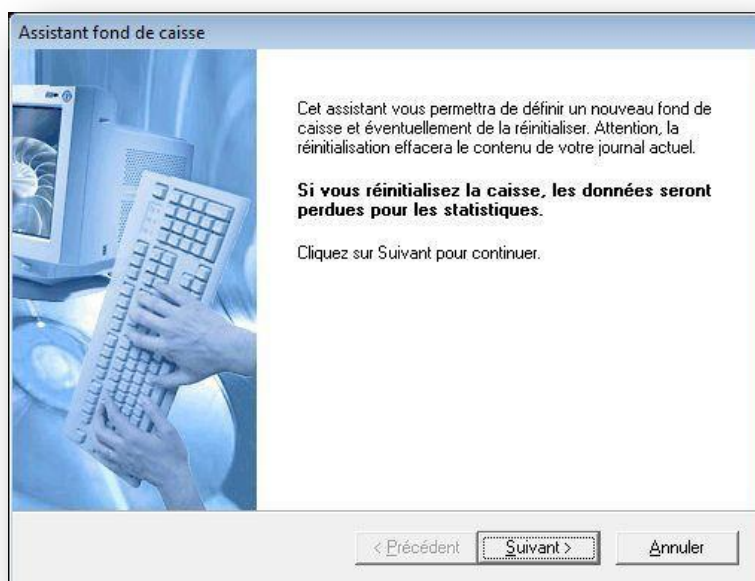 Assistant fond de caisse
Cet assistant vous permettra de définir un nouveau fond de
caisse et éventuellement de la réinitialiser. Attention, la
réinitialisation effacera le contenu de votre journal actuel.
Si vous réinitialisez la caisse, les données seront
perdues pour les statistiques.
Cliquez sur Suivant pour continuer.
< Précédent
Suivant >
Annuler